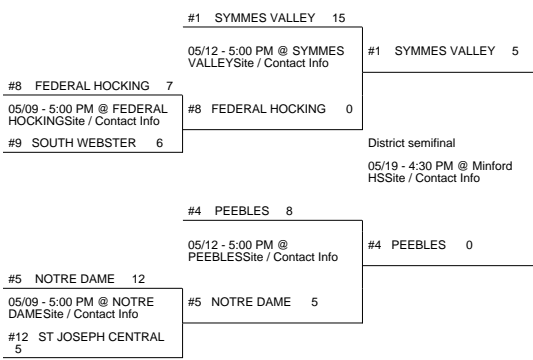 #1 SYMMES VALLEY 15
05/12 - 5:00 PM @ SYMMES
VALLEYSite / Contact Info
#1 SYMMES VALLEY 5
#8 FEDERAL HOCKING 7
05/09 - 5:00 PM @ FEDERAL
HOCKINGSite / Contact Info
#8 FEDERAL HOCKING 0
#9 SOUTH WEBSTER 6
District semifinal
05/19 - 4:30 PM @ Minford
HSSite / Contact Info
#4 PEEBLES 8
05/12 - 5:00 PM @
PEEBLESSite / Contact Info
#4 PEEBLES 0
#5 NOTRE DAME 12
05/09 - 5:00 PM @ NOTRE
DAMESite / Contact Info
#5 NOTRE DAME 5
#12 ST JOSEPH CENTRAL
5